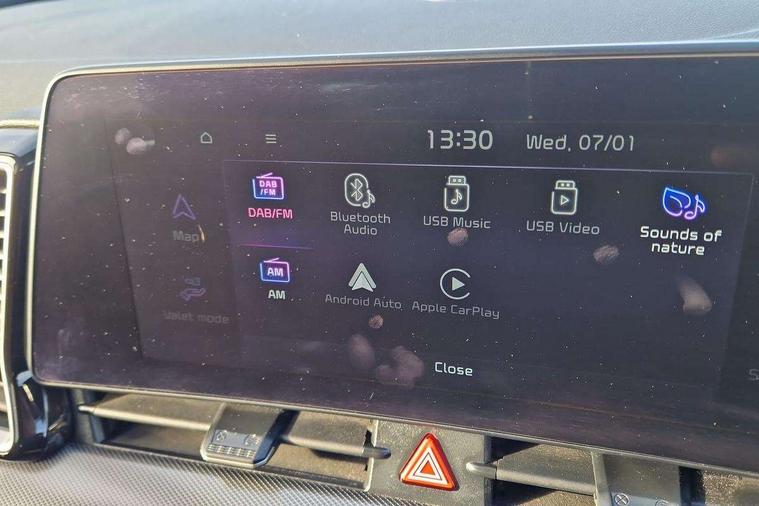 13:30 Wed, 07/01
DAB
/FM
DAB/FM
Bluetooth
Audio
USB Music
USB Video
Sounds of
nature
Map
AM
AM
Android Auto
Apple CarPlay
Valet mode
Close